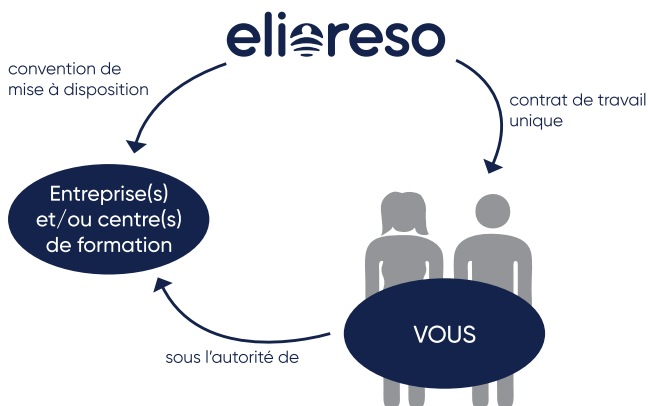 elioreso
convention de
mise à disposition
contrat de travail
unique
Entreprise(s)
et/ou centre(s)
de formation
VOUS
sous l'autorité de